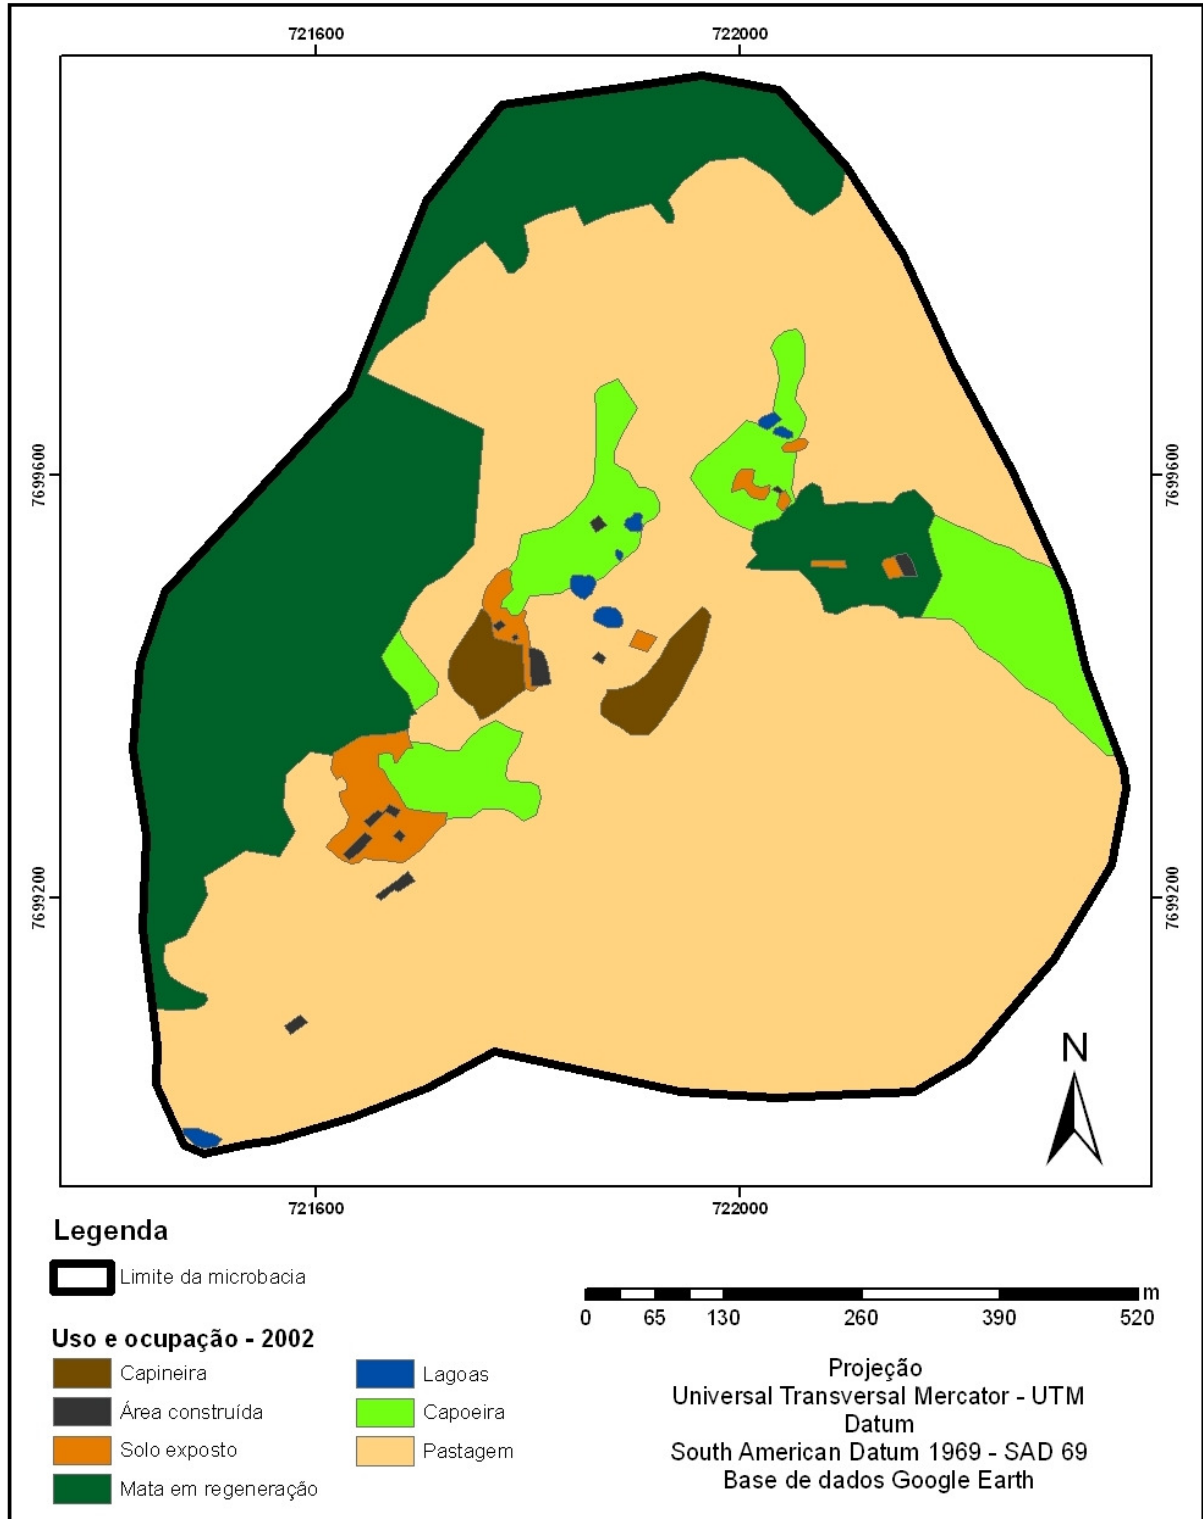 721600 722000
7699600 7699600
7699200 7699200
N
721600 722000
Legenda
Limite da microbacia
m
0 65 130 260 390 520
Uso e ocupação - 2002
Capineira
Área construída
Solo exposto
Mata em regeneração
Lagoas
Capoeira
Pastagem
Projeção
Universal Transversal Mercator - UTM
Datum
South American Datum 1969 - SAD 69
Base de dados Google Earth